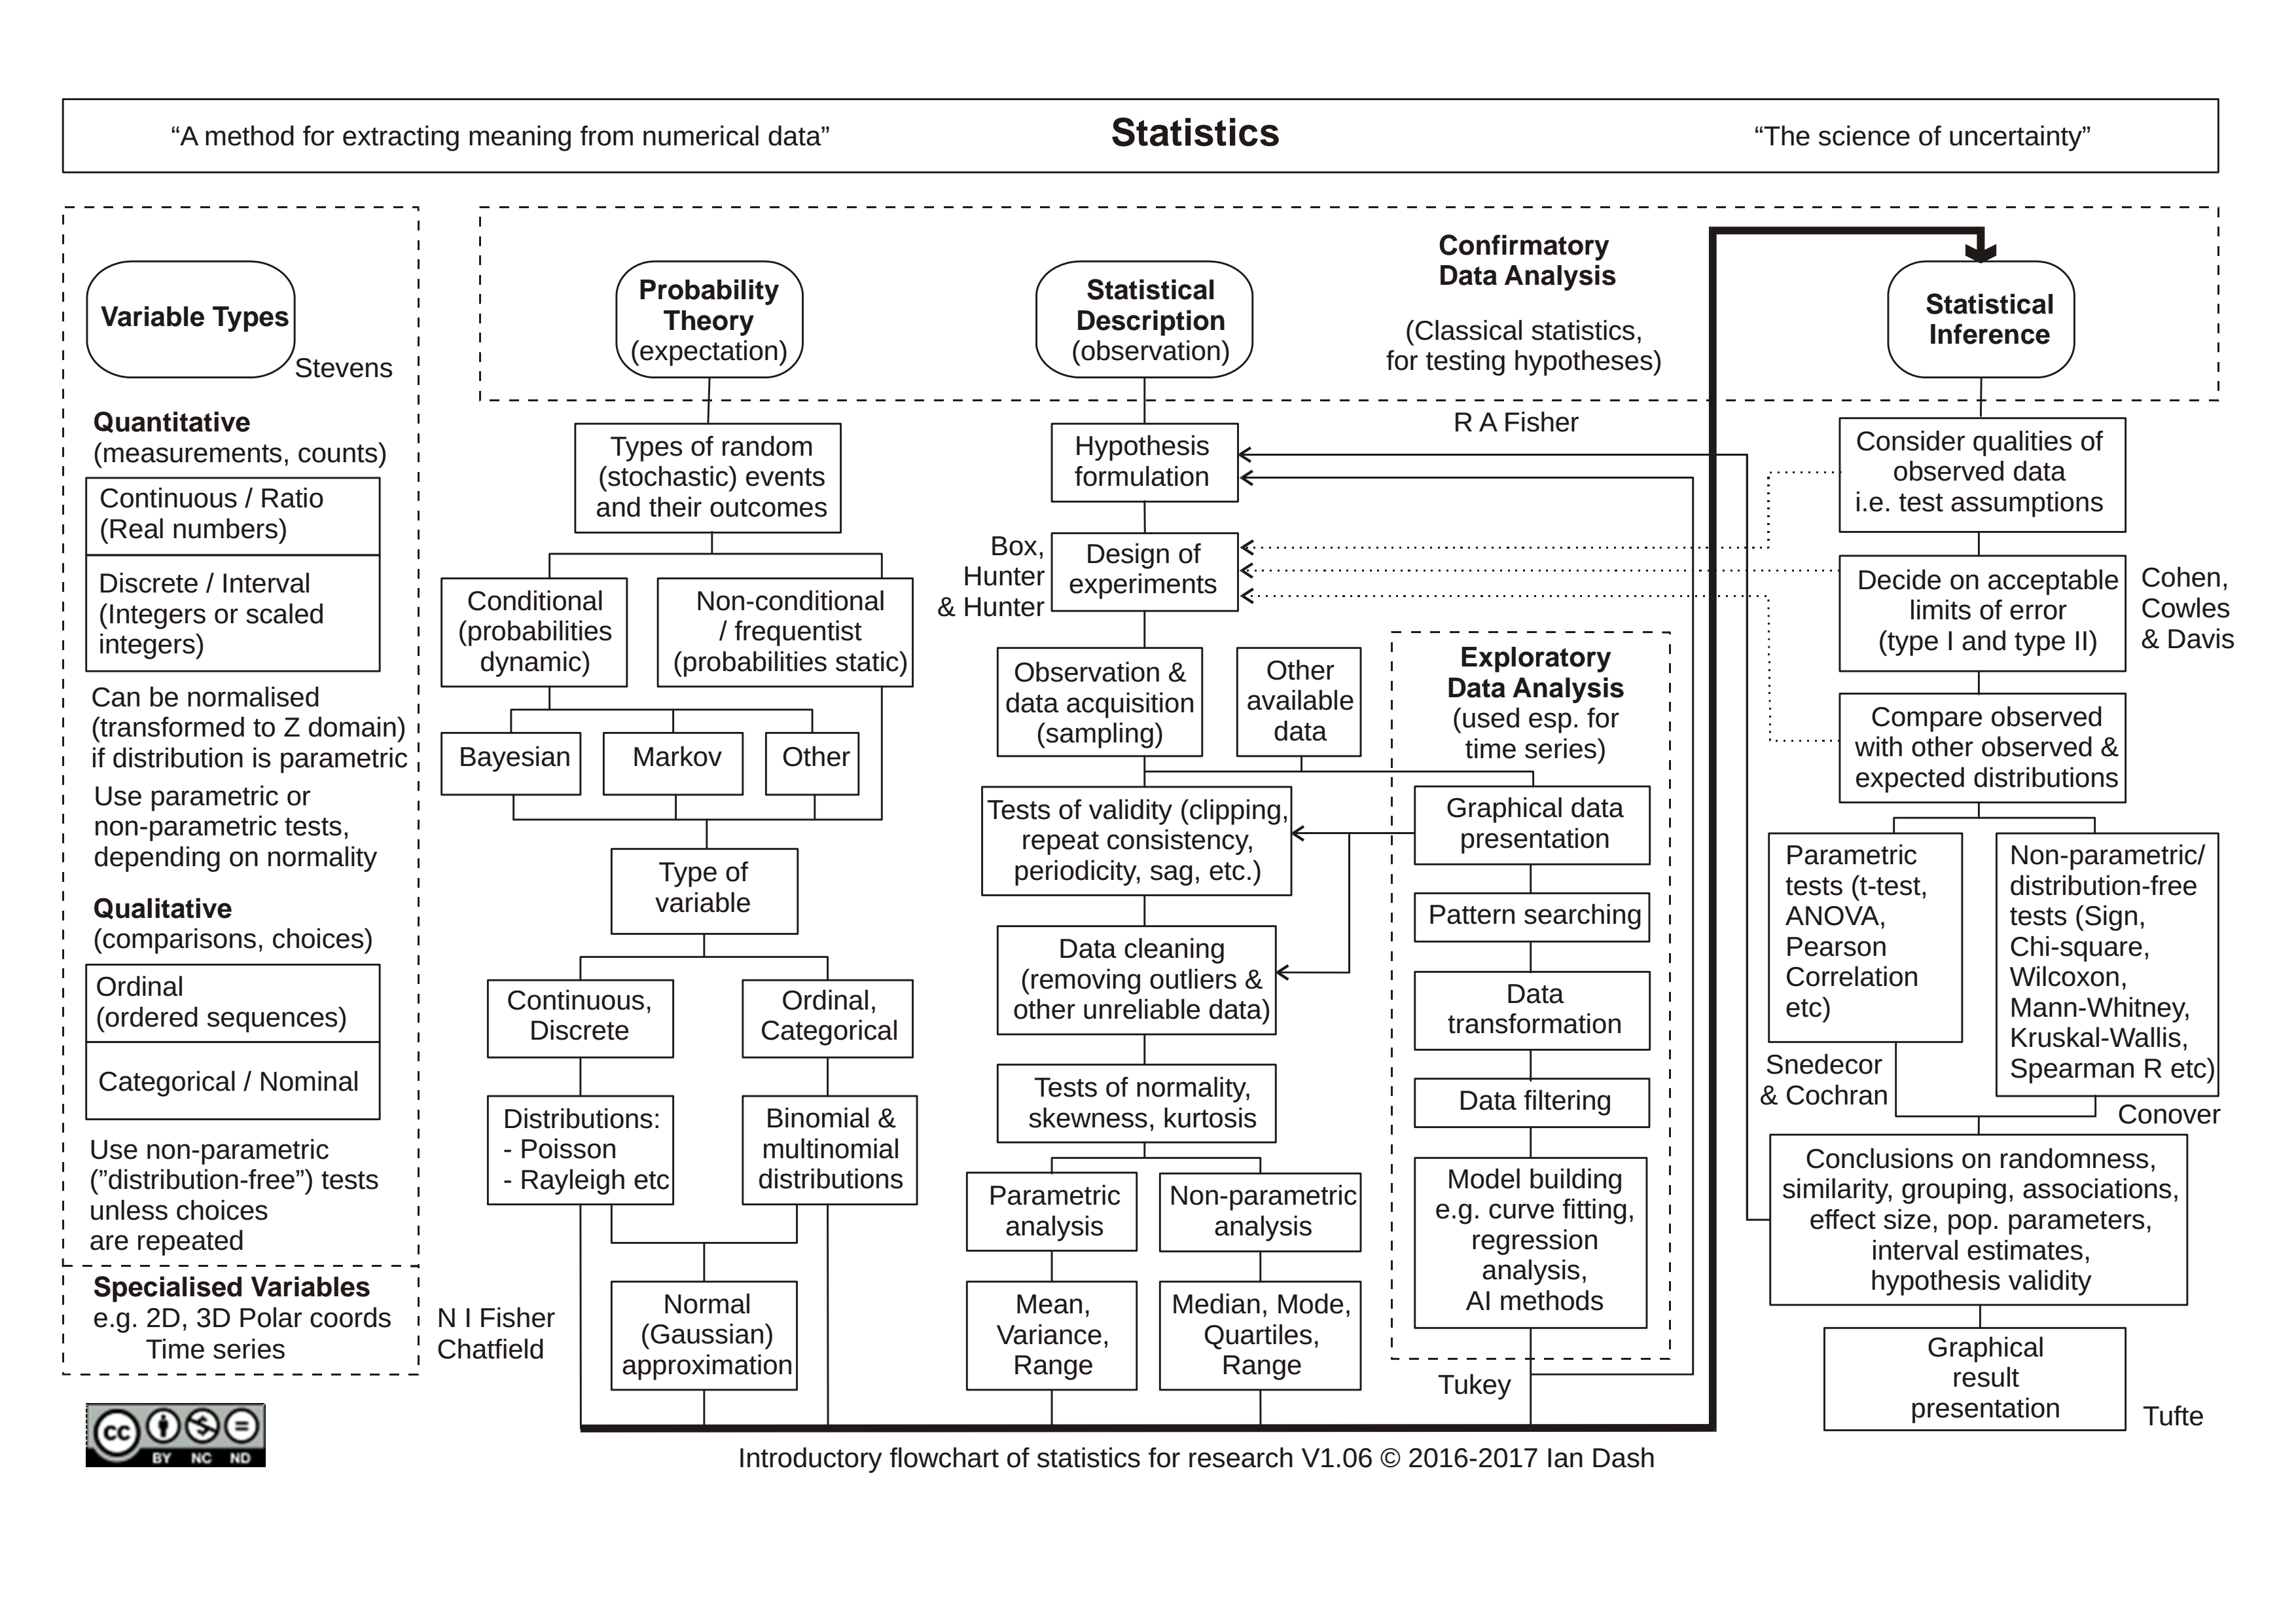 “A method for extracting meaning from numerical data”
Statistics
“The science of uncertainty”
Variable Types
Stevens
Quantitative
(measurements, counts)
Continuous / Ratio
(Real numbers)
Discrete / Interval
(Integers or scaled
integers)
Can be normalised
(transformed to Z domain)
if distribution is parametric
Use parametric or
non-parametric tests,
depending on normality
Qualitative
(comparisons, choices)
Ordinal
(ordered sequences)
Categorical / Nominal
Use non-parametric
(”distribution-free”) tests
unless choices
are repeated
Specialised Variables
e.g. 2D, 3D Polar coords
Time series
N I Fisher
Chatfield
Probability
Theory
(expectation)
Types of random
(stochastic) events
and their outcomes
Conditional
(probabilities
dynamic)
Non-conditional
/ frequentist
(probabilities static)
Bayesian
Markov
Other
Type of
variable
Continuous,
Discrete
Ordinal,
Categorical
Distributions:
- Poisson
- Rayleigh etc
Binomial &
multinomial
distributions
Normal
(Gaussian)
approximation
Statistical
Description
(observation)
Hypothesis
formulation
Box,
Hunter
& Hunter
Design of
experiments
Observation &
data acquisition
(sampling)
Other
available
data
Tests of validity (clipping,
repeat consistency,
periodicity, sag, etc.)
Data cleaning
(removing outliers &
other unreliable data)
Tests of normality,
skewness, kurtosis
Parametric
analysis
Non-parametric
analysis
Mean,
Variance,
Range
Median, Mode,
Quartiles,
Range
Confirmatory
Data Analysis
(Classical statistics,
for testing hypotheses)
R A Fisher
Exploratory
Data Analysis
(used esp. for
time series)
Graphical data
presentation
Pattern searching
Data
transformation
Data filtering
Model building
e.g. curve fitting,
regression
analysis,
AI methods
Tukey
Statistical
Inference
Consider qualities of
observed data
i.e. test assumptions
Decide on acceptable
limits of error
(type I and type II)
Cohen,
Cowles
& Davis
Compare observed
with other observed &
expected distributions
Parametric
tests (t-test,
ANOVA,
Pearson
Correlation
etc)
Non-parametric/
distribution-free
tests (Sign,
Chi-square,
Wilcoxon,
Mann-Whitney,
Kruskal-Wallis,
Spearman R etc)
Snedecor
& Cochran
Conover
Conclusions on randomness,
similarity, grouping, associations,
effect size, pop. parameters,
interval estimates,
hypothesis validity
Graphical
result
presentation
Tufte
cc
BY NC ND
Introductory flowchart of statistics for research V1.06 © 2016-2017 Ian Dash